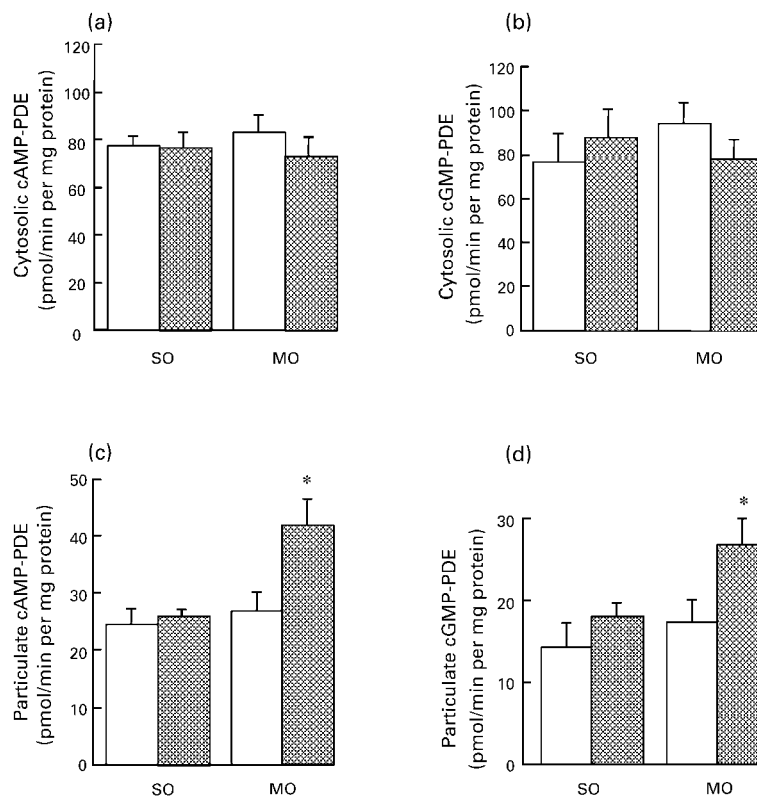 (a)
Cytosolic cAMP-PDE
(pmol/min per mg protein)
120
100
80
60
40
20
0
SO
MO
(b)
Cytosolic cGMP-PDE
(pmol/min per mg protein)
120
100
80
60
40
20
0
SO
MO
(c)
Particulate cAMP-PDE
(pmol/min per mg protein)
50
40
30
20
10
0
*
SO
MO
(d)
Particulate cGMP-PDE
(pmol/min per mg protein)
30
20
10
0
*
SO
MO